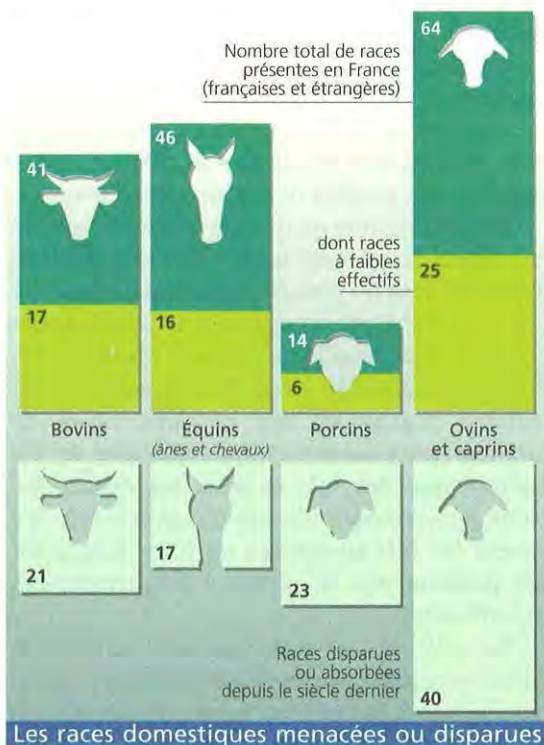 64
Nombre total de races
présentes en France
(françaises et étrangères)
46
41
dont races
à faibles
effectifs
25
17
16
14
6
Bovins
Équins
(ânes et chevaux)
Porcins
Ovins
et caprins
21
17
23
40
Races disparues
ou absorbées
depuis le siècle dernier
Les races domestiques menacées ou disparues